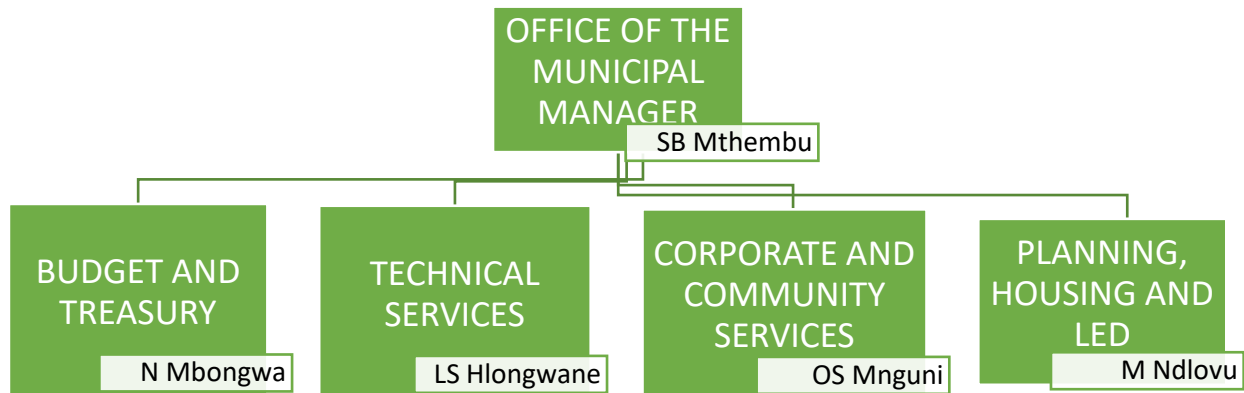 OFFICE OF THE
MUNICIPAL
MANAGER
SB Mthembu
BUDGET AND
TREASURY
N Mbongwa
TECHNICAL
SERVICES
LS Hlongwane
CORPORATE AND
COMMUNITY
SERVICES
OS Mnguni
PLANNING,
HOUSING AND
LED
M Ndlovu